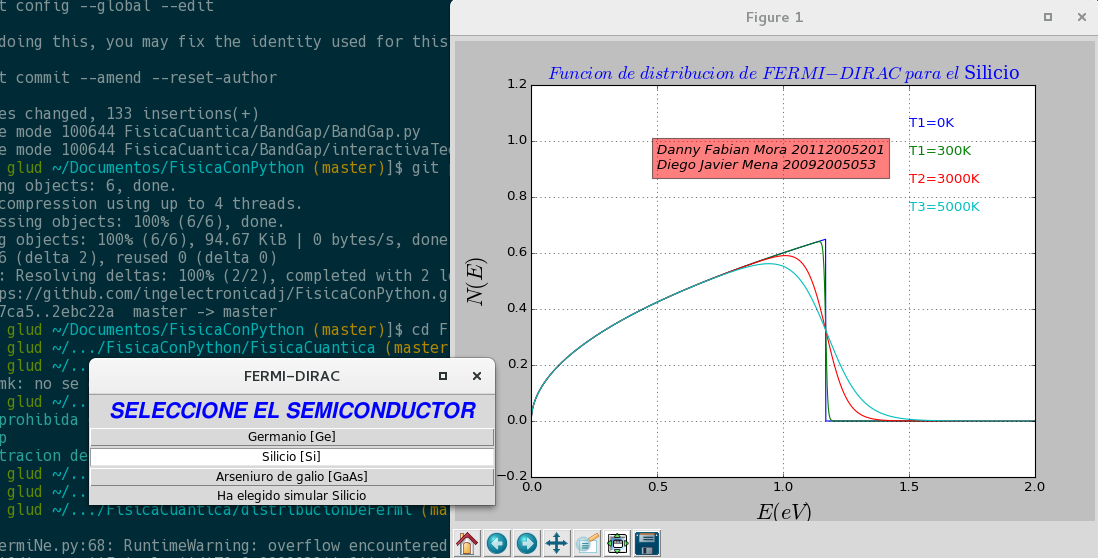 t config --global --edit
doing this, you may fix the identity used for this
t commit --amend --reset-author
es changed, 133 insertions(+)
e mode 100644 FisicaCuantica/BandGap/BandGap.py
e mode 100644 FisicaCuantica/BandGap/interactivaTe
glud ~/Documentos/FisicaConPython (master)]$ git
ng objects: 6, done.
compression using up to 4 threads.
ssing objects: 100% (6/6), done.
g objects: 100% (6/6), 94.67 KiB | 0 bytes/s, done
6 (delta 2), reused 0 (delta 0)
: Resolving deltas: 100% (2/2), completed with 2 l
ps://github.com/ingelectronicadj/FisicaConPython.g
7ca5..2ebc22a  master -> master
glud ~/Documentos/FisicaConPython (master)]$ cd F
glud ~/.../FisicaConPython/FisicaCuantica (master
glud ~/..
mk: no se
glud ~/..
prohibida
p
tracion de
glud ~/..
glud ~/..
glud ~/.../FisicaCuantica/distribucionDeFermi (ma
ermiNe.py:68: RuntimeWarning: overflow encountered
FERMI-DIRAC
SELECCIONE EL SEMICONDUCTOR
Germanio [Ge]
Silicio [Si]
Arseniuro de galio [GaAs]
Ha elegido simular Silicio
Figure 1
Funcion de distribucion de FERMI-DIRAC para el Silicio
T1=0K
T1=300K
T2=3000K
T3=5000K
Danny Fabian Mora 20112005201
Diego Javier Mena 20092005053
1.2
1.0
0.8
0.6
0.4
0.2
0.0
−0.2
N(E)
0.0 0.5 1.0 1.5 2.0
E(eV)